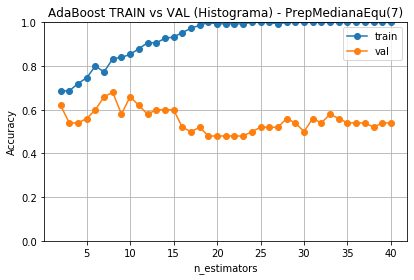 AdaBoost TRAIN vs VAL (Histograma) - PrepMedianaEqu(7)
1.0
0.8
0.6
0.4
0.2
0.0
Accuracy
train
val
5 10 15 20 25 30 35 40
n_estimators